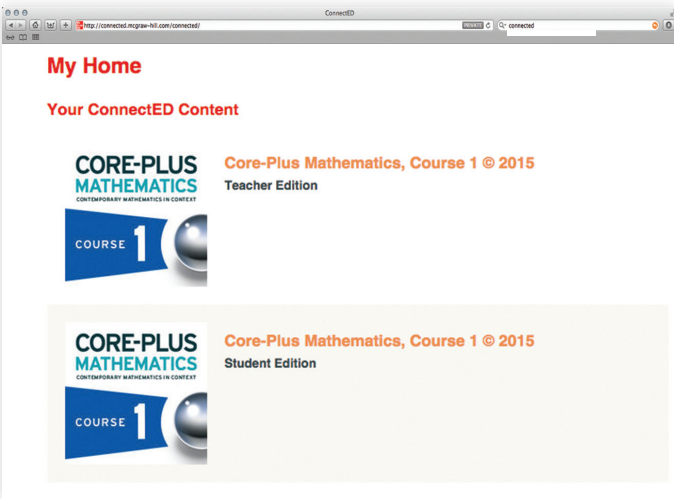 ConnectED
http://connected.mcgraw-hill.com/connected/
PRIVATE
connected
My Home
Your ConnectED Content
CORE-PLUS
MATHEMATICS
CONTEMPORARY MATHEMATICS IN CONTEXT
COURSE 1
Core-Plus Mathematics, Course 1 © 2015
Teacher Edition
CORE-PLUS
MATHEMATICS
CONTEMPORARY MATHEMATICS IN CONTEXT
COURSE 1
Core-Plus Mathematics, Course 1 © 2015
Student Edition